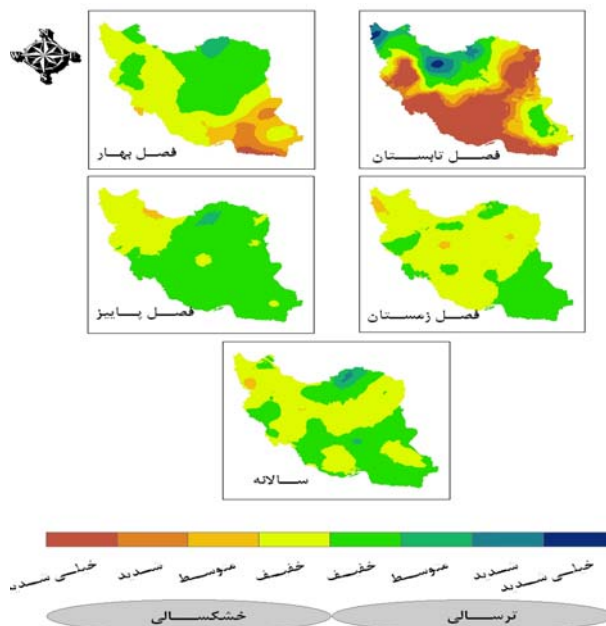 فصل بهار
فصل تابستان
فصل پاییز
فصل زمستان
سالانه
خیلی شدید
شدید
متوسط
خفیف
خفیف
متوسط
شدید
خیلی شدید
خشکسالی
ترسالی